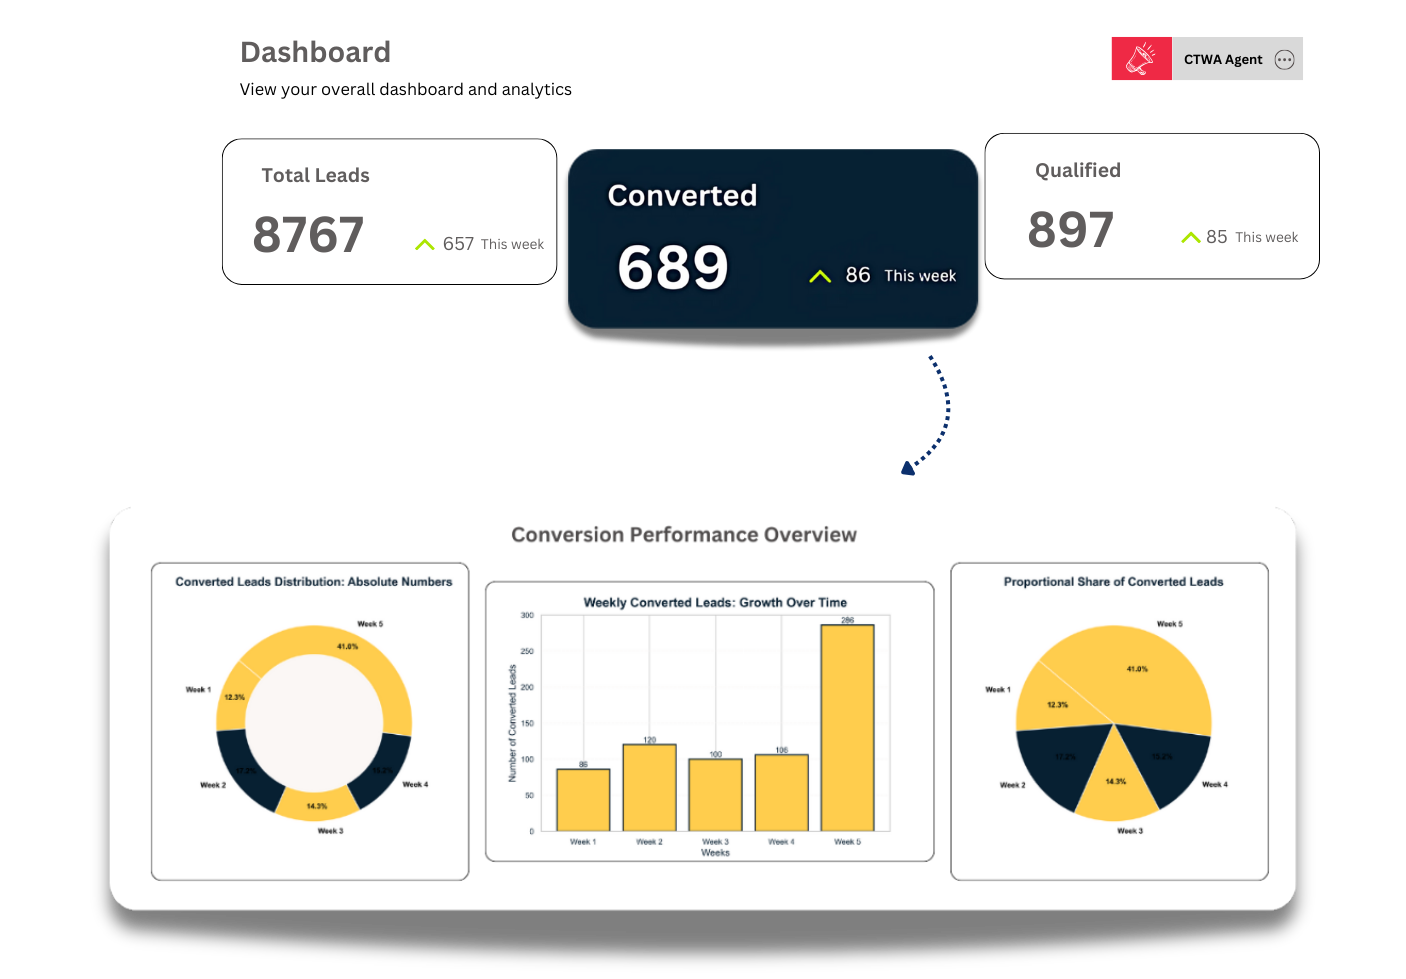 Dashboard
View your overall dashboard and analytics
CTWA Agent
Total Leads
8767
657 This week
Converted
689
86 This week
Qualified
897
85 This week
Conversion Performance Overview
Converted Leads Distribution: Absolute Numbers
Week 5
41.0%
Week 1
12.3%
17.2%
15.2%
Week 2
Week 4
14.3%
Week 3
Weekly Converted Leads: Growth Over Time
Number of Converted Leads
300
250
200
150
100
50
0
86
120
100
106
286
Week 1
Week 2
Week 3
Week 4
Week 5
Weeks
Proportional Share of Converted Leads
Week 5
41.0%
Week 1
12.3%
17.2%
15.2%
Week 2
14.3%
Week 4
Week 3